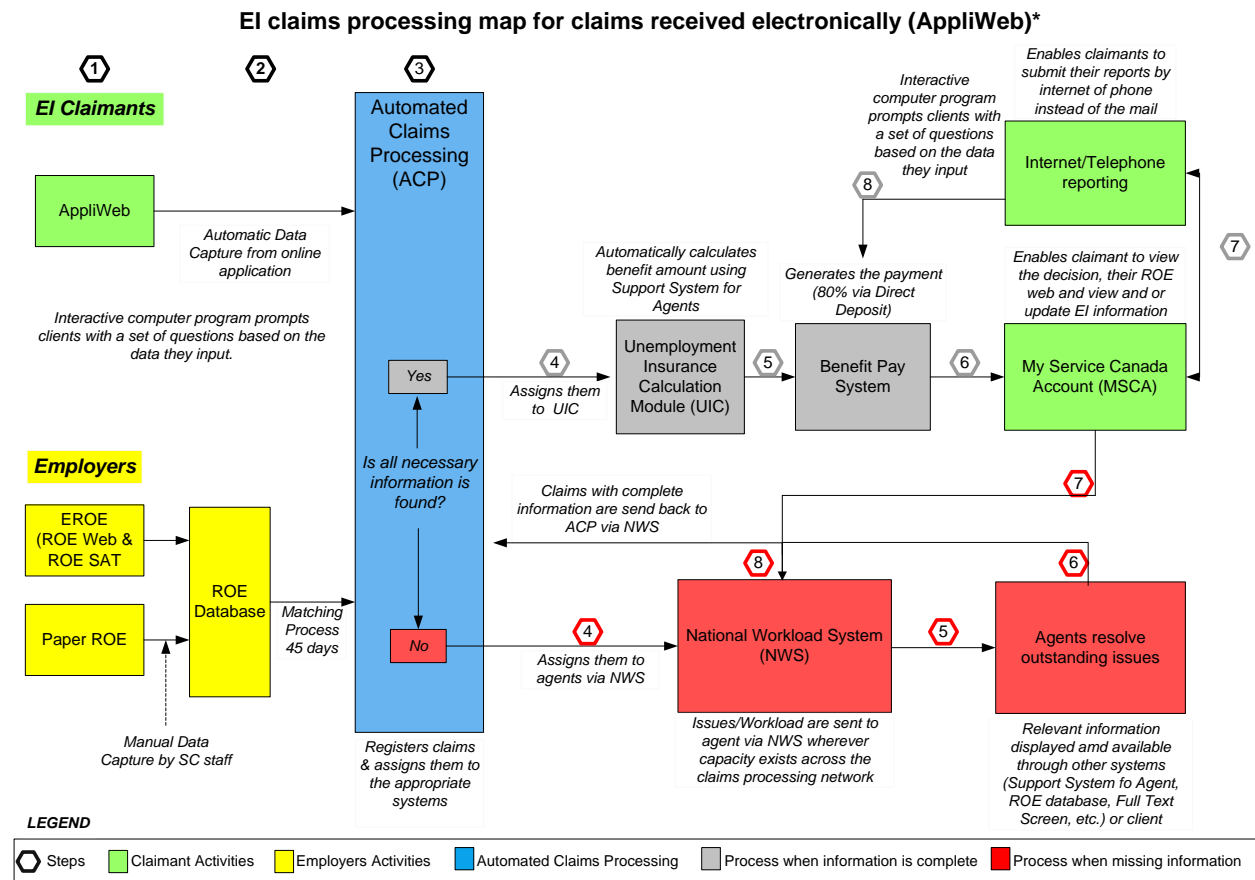 EI claims processing map for claims received electronically (AppliWeb)*
1
2
3
EI Claimants
AppliWeb
Automatic Data
Capture from online
application
Interactive computer program prompts
clients with a set of questions based on the
data they input.
Automated
Claims
Processing
(ACP)
Interactive
computer program
prompts clients with
a set of questions
based on the data
they input
Enables claimants to
submit their reports by
internet of phone
instead of the mail
Internet/Telephone
reporting
8
7
Automatically calculates
benefit amount using
Support System for
Agents
Generates the payment
(80% via Direct
Deposit)
Enables claimant to view
the decision, their ROE
web and view and or
update EI information
Yes
4
Assigns them
to UIC
Unemployment
Insurance
Calculation
Module (UIC)
5
Benefit Pay
System
6
My Service Canada
Account (MSCA)
Employers
EROE
(ROE Web &
ROE SAT
Paper ROE
ROE
Database
Matching
Process
45 days
Manual Data
Capture by SC staff
Is all necessary
information is
found?
No
Registers claims
& assigns them to
the appropriate
systems
Claims with complete
information are send back to
ACP via NWS
7
8
6
4
Assigns them to
agents via NWS
National Workload System
(NWS)
5
Agents resolve
outstanding issues
Issues/Workload are sent to
agent via NWS wherever
capacity exists across the
claims processing network
Relevant information
displayed amd available
through other systems
(Support System fo Agent,
ROE database, Full Text
Screen, etc.) or client
LEGEND
Steps
Claimant Activities
Employers Activities
Automated Claims Processing
Process when information is complete
Process when missing information